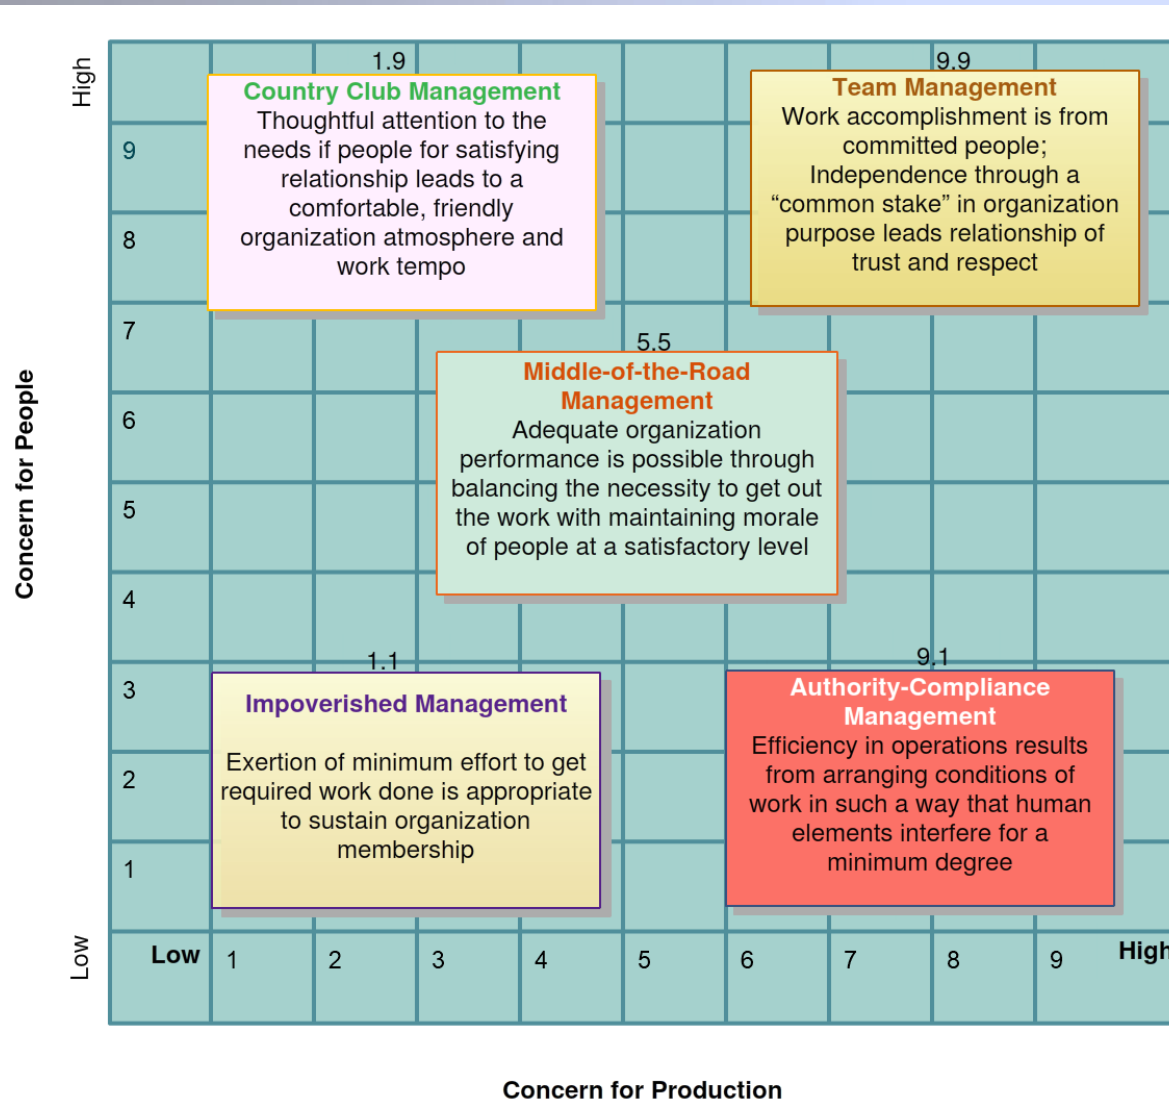 High
1.9
Country Club Management
Thoughtful attention to the
needs if people for satisfying
relationship leads to a
comfortable, friendly
organization atmosphere and
work tempo
9.9
Team Management
Work accomplishment is from
committed people;
Independence through a
“common stake” in organization
purpose leads relationship of
trust and respect
9
8
7
6
5
4
3
2
1
Concern for People
5.5
Middle-of-the-Road
Management
Adequate organization
performance is possible through
balancing the necessity to get out
the work with maintaining morale
of people at a satisfactory level
1.1
Impoverished Management
Exertion of minimum effort to get
required work done is appropriate
to sustain organization
membership
9.1
Authority-Compliance
Management
Efficiency in operations results
from arranging conditions of
work in such a way that human
elements interfere for a
minimum degree
Low
Low 1 2 3 4 5 6 7 8 9 High
Concern for Production